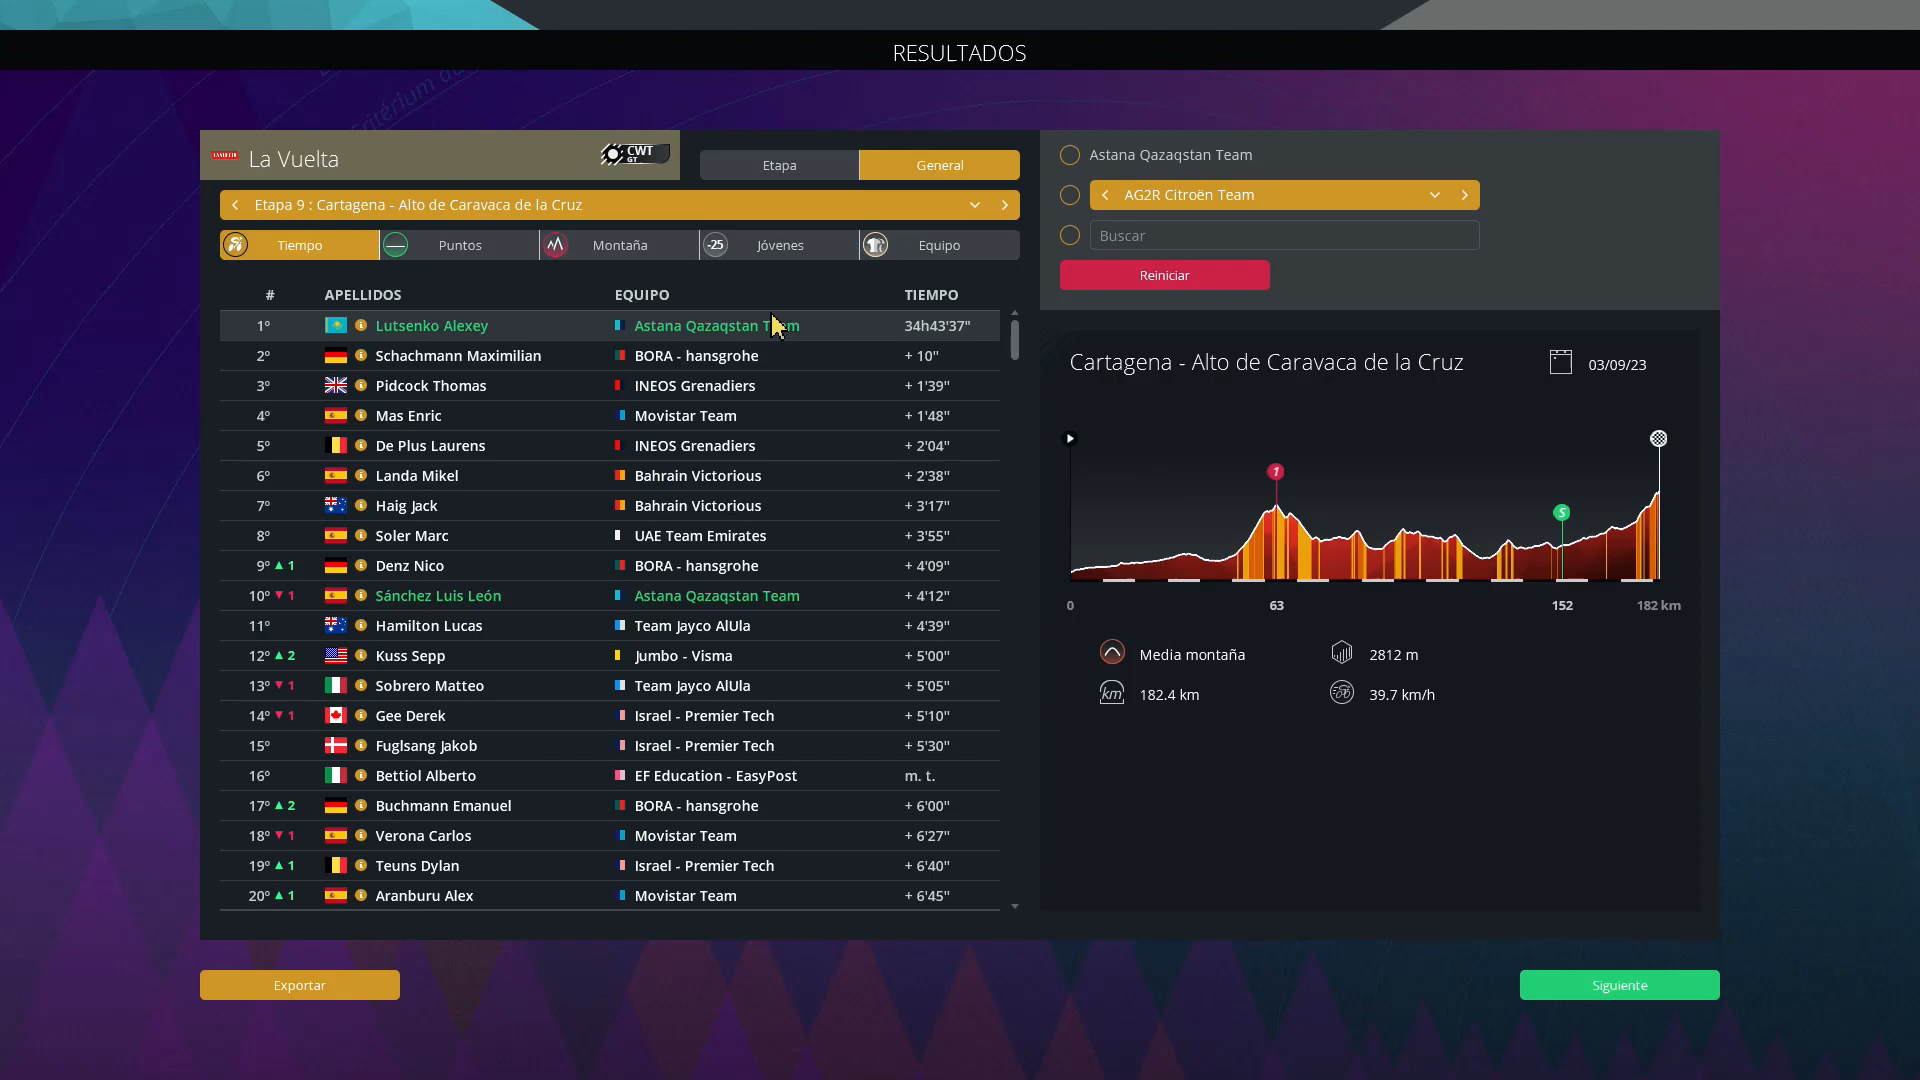 RESULTADOS
La Vuelta
CWT
GT
Etapa
General
Etapa 9 : Cartagena - Alto de Caravaca de la Cruz
Tiempo
Puntos
Montaña
-25
Jóvenes
Equipo
# APELLIDOS EQUIPO TIEMPO
1º Lutsenko Alexey Astana Qazaqstan Team 34h43'37"
2º Schachmann Maximilian BORA - hansgrohe + 10"
3º Pidcock Thomas INEOS Grenadiers + 1'39"
4º Mas Enric Movistar Team + 1'48"
5º De Plus Laurens INEOS Grenadiers + 2'04"
6º Landa Mikel Bahrain Victorious + 2'38"
7º Haig Jack Bahrain Victorious + 3'17"
8º Soler Marc UAE Team Emirates + 3'55"
9º ▲ 1 Denz Nico BORA - hansgrohe + 4'09"
10º ▼ 1 Sánchez Luis León Astana Qazaqstan Team + 4'12"
11º Hamilton Lucas Team Jayco AlUla + 4'39"
12º ▲ 2 Kuss Sepp Jumbo - Visma + 5'00"
13º ▼ 1 Sobrero Matteo Team Jayco AlUla + 5'05"
14º ▼ 1 Gee Derek Israel - Premier Tech + 5'10"
15º Fuglsang Jakob Israel - Premier Tech + 5'30"
16º Bettiol Alberto EF Education - EasyPost m. t.
17º ▲ 2 Buchmann Emanuel BORA - hansgrohe + 6'00"
18º ▼ 1 Verona Carlos Movistar Team + 6'27"
19º ▲ 1 Teuns Dylan Israel - Premier Tech + 6'40"
20º ▲ 1 Aranburu Alex Movistar Team + 6'45"
Astana Qazaqstan Team
AG2R Citroën Team
Buscar
Reiniciar
Cartagena - Alto de Caravaca de la Cruz
03/09/23
1
S
0 63 152 182 km
Media montaña
2812 m
km
182.4 km
39.7 km/h
Exportar
Siguiente